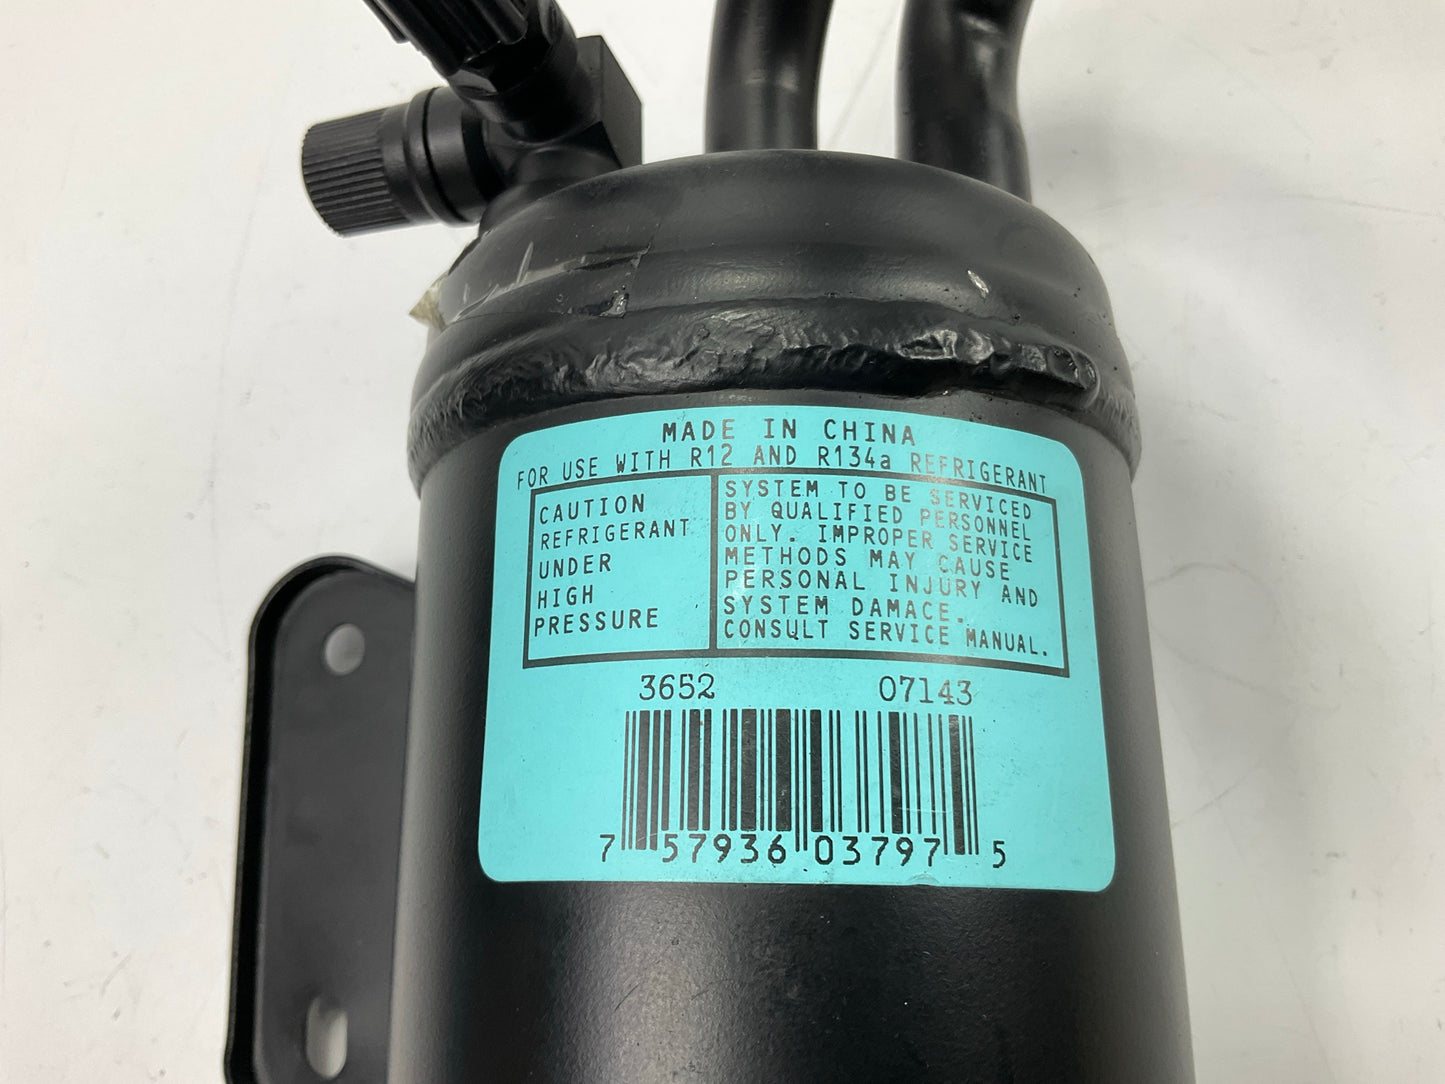 MADE IN CHINA
FOR USE WITH R12 AND R134a REFRIGERANT
CAUTION
REFRIGERANT
UNDER
HIGH
PRESSURE
SYSTEM TO BE SERVICED
BY QUALIFIED PERSONNEL
ONLY. IMPROPER SERVICE
METHODS MAY CAUSE
PERSONAL INJURY AND
SYSTEM DAMACE.
CONSULT SERVICE MANUAL.
3652 07143
7 57936 03797 5